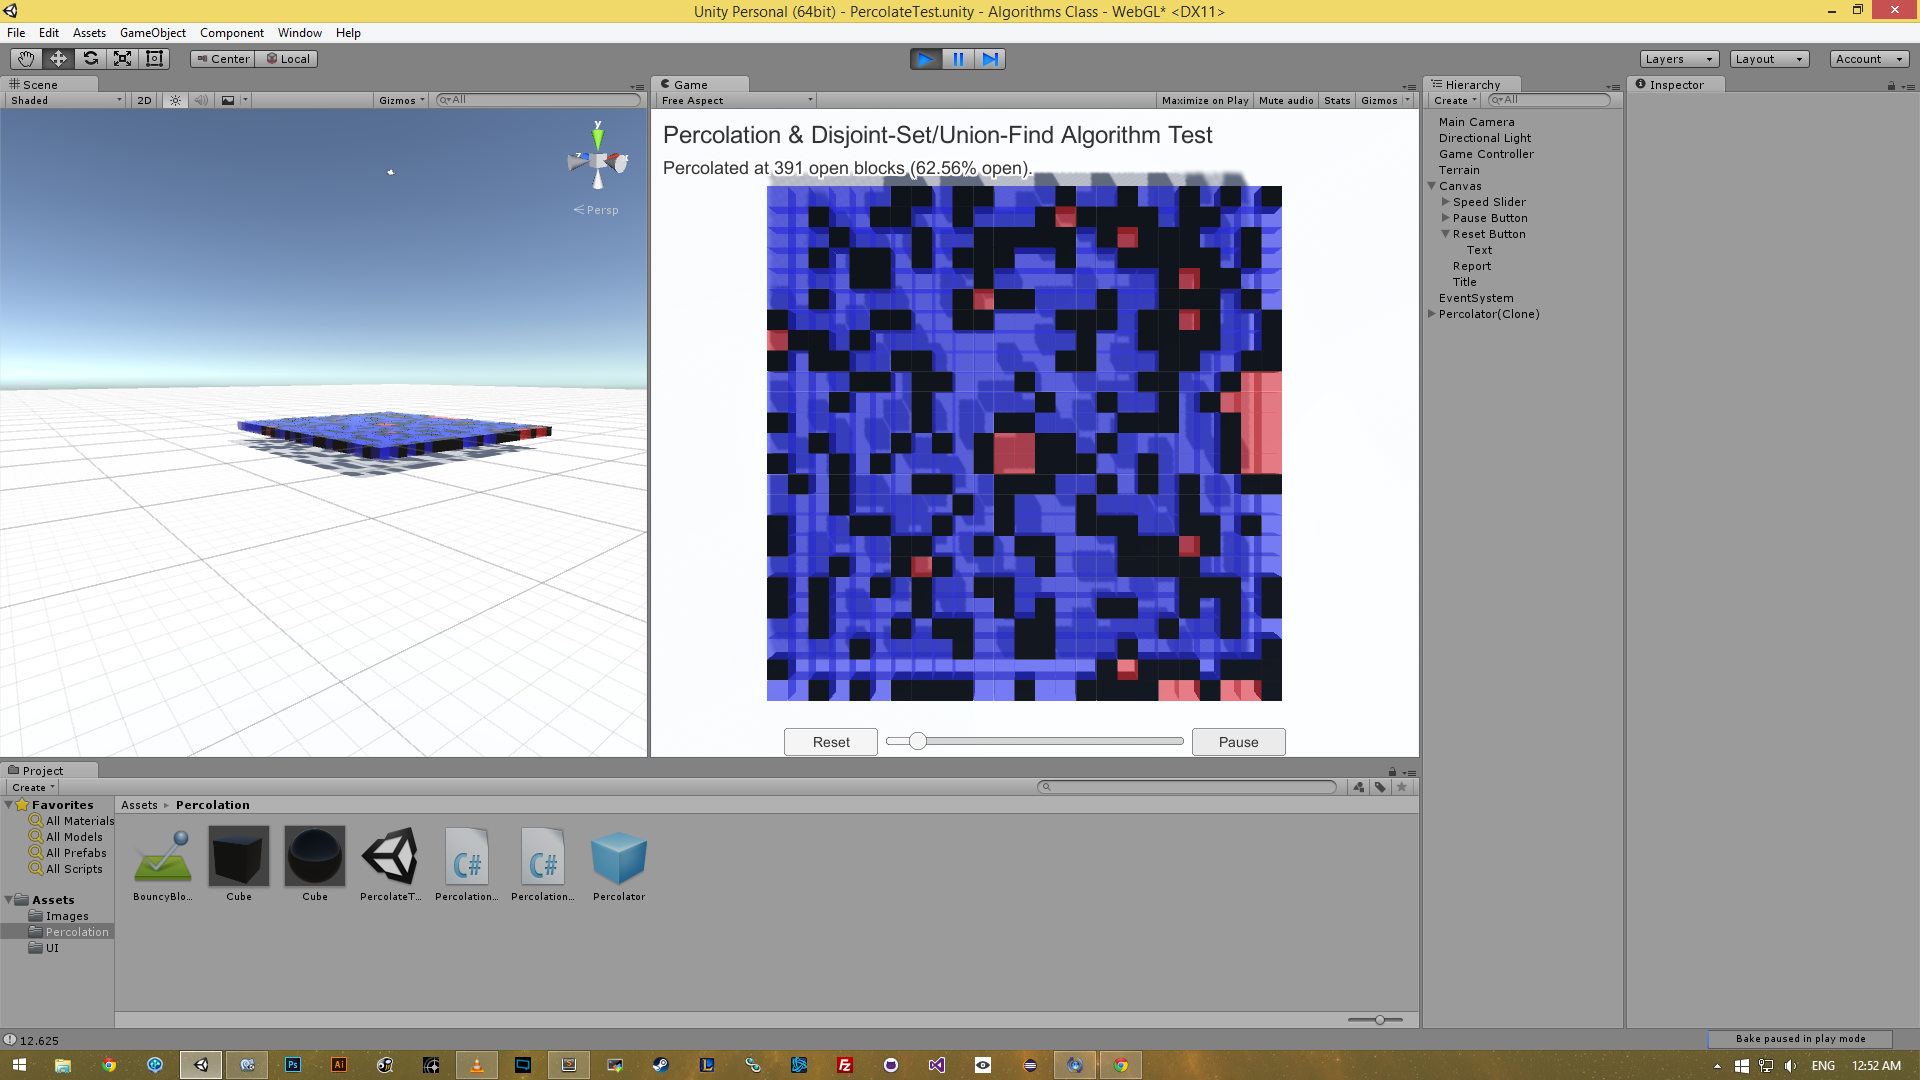 Unity Personal (64bit) - PercolateTest.unity - Algorithms Class - WebGL* <DX11>
File Edit Assets GameObject Component Window Help
Center Local
Layers Layout Account
Scene
Shaded 2D Gizmos All
y
Persp
Game
Free Aspect Maximize on Play Mute audio Stats Gizmos
Percolation & Disjoint-Set/Union-Find Algorithm Test
Percolated at 391 open blocks (62.56% open).
Reset Pause
Hierarchy
Create All
Main Camera
Directional Light
Game Controller
Terrain
Canvas
Speed Slider
Pause Button
Reset Button
Text
Report
Title
EventSystem
Percolator(Clone)
Inspector
Project
Create
Favorites
All Materials
All Models
All Prefabs
All Scripts
Assets
Images
Percolation
UI
Assets Percolation
BouncyBlo... Cube Cube PercolateT... Percolation... Percolation... Percolator
C# C#
12.625
Bake paused in play mode
Ps Ai Fz
ENG 12:52 AM